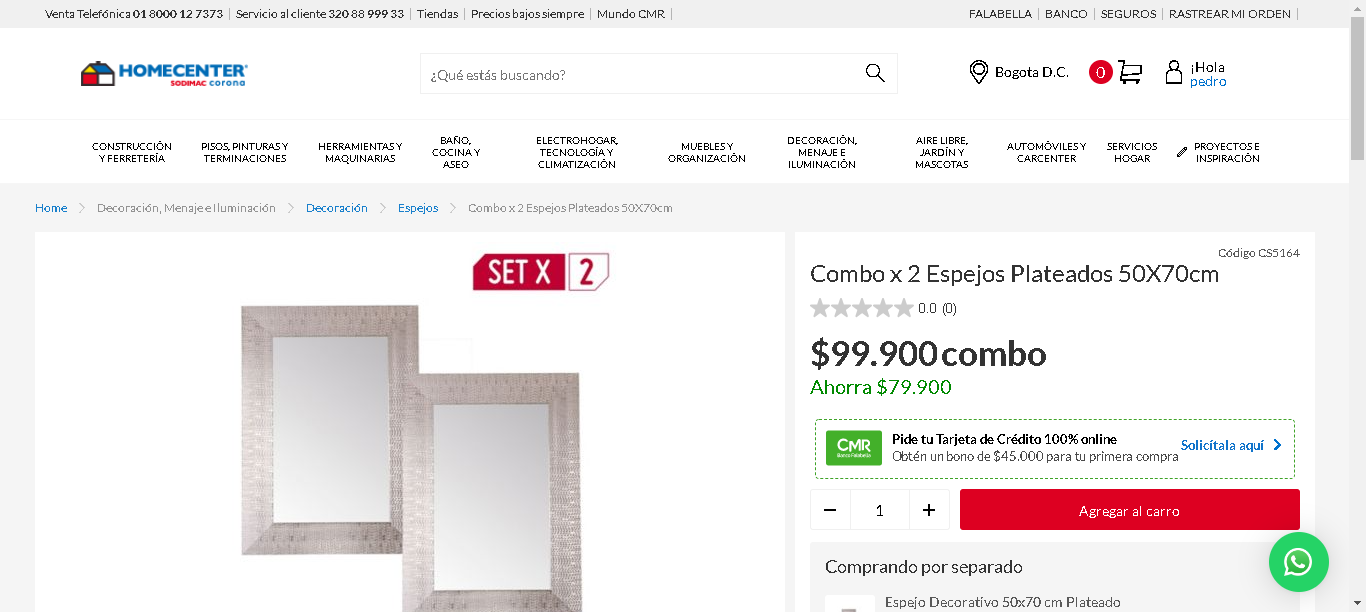 Venta Telefónica 01 8000 12 7373 | Servicio al cliente 320 88 999 33 | Tiendas | Precios bajos siempre | Mundo CMR |
FALABELLA | BANCO | SEGUROS | RASTREAR MI ORDEN |
HOMECENTER
SODIMAC corona
¿Qué estás buscando?
Bogota D.C.
0
¡Hola
pedro
CONSTRUCCIÓN
Y FERRETERÍA
PISOS, PINTURAS Y
TERMINACIONES
HERRAMIENTAS Y
MAQUINARIAS
BAÑO,
COCINA Y
ASEO
ELECTROHOGAR,
TECNOLOGÍA Y
CLIMATIZACIÓN
MUEBLES Y
ORGANIZACIÓN
DECORACIÓN,
MENAJE E
ILUMINACIÓN
AIRE LIBRE,
JARDÍN Y
MASCOTAS
AUTOMÓVILES Y
CARCENTER
SERVICIOS
HOGAR
PROYECTOS E
INSPIRACIÓN
Home > Decoración, Menaje e Iluminación > Decoración > Espejos > Combo x 2 Espejos Plateados 50X70cm
SET X 2
Código CS5164
Combo x 2 Espejos Plateados 50X70cm
0.0 (0)
$99.900 combo
Ahorra $79.900
CMR
Banco Falabella
Pide tu Tarjeta de Crédito 100% online
Obtén un bono de $45.000 para tu primera compra
Solicítala aquí
− 1 +
Agregar al carro
Comprando por separado
Espejo Decorativo 50x70 cm Plateado